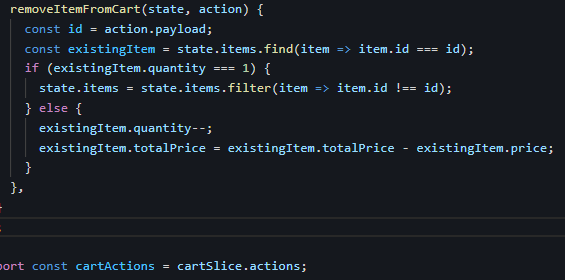 removeItemFromCart(state, action) {
const id = action.payload;
const existingItem = state.items.find(item => item.id === id);
if (existingItem.quantity === 1) {
state.items = state.items.filter(item => item.id !== id);
} else {
existingItem.quantity--;
existingItem.totalPrice = existingItem.totalPrice - existingItem.price;
}
},
ort const cartActions = cartSlice.actions;